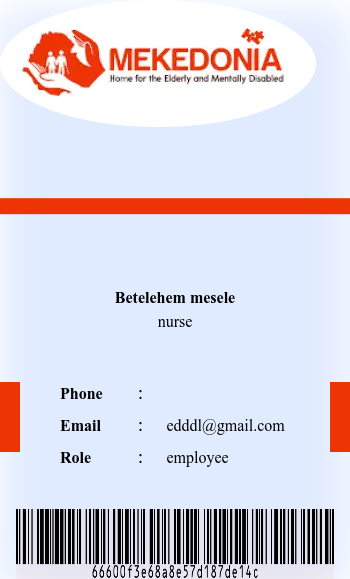 MEKEDONIA
Home for the Elderly and Mentally Disabled
Betelehem mesele
nurse
Phone :
Email : edddl@gmail.com
Role : employee
66600f3e68a8e57d187de14c